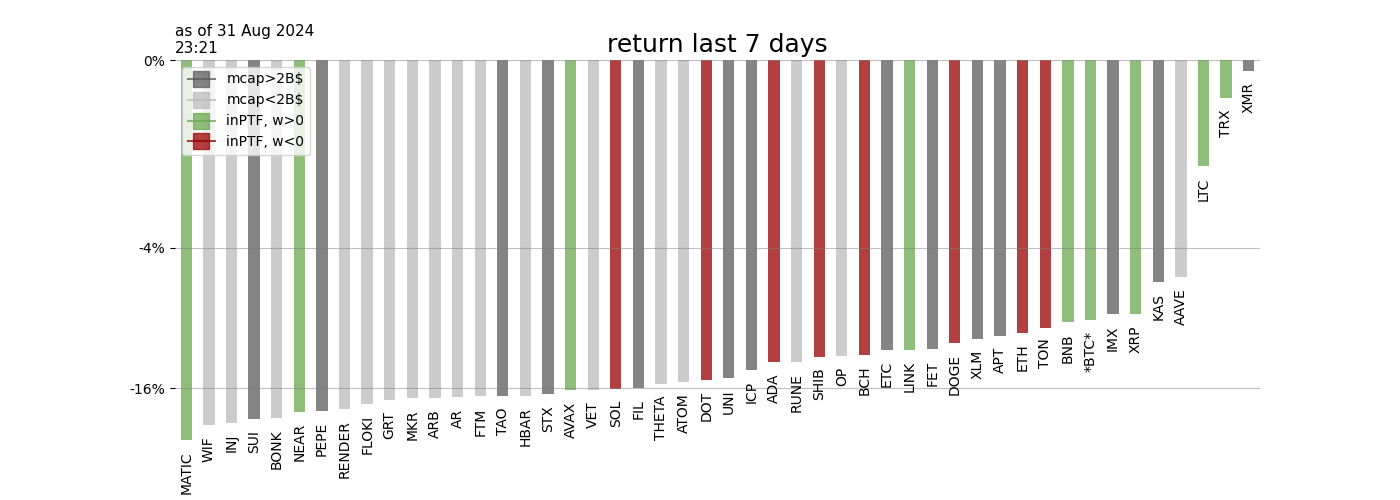 as of 31 Aug 2024
23:21
return last 7 days
0%
-4%
-16%
mcap>2B$
mcap<2B$
inPTF, w>0
inPTF, w<0
MATIC
WIF
INJ
SUI
BONK
NEAR
PEPE
RENDER
FLOKI
GRT
MKR
ARB
AR
FTM
TAO
HBAR
STX
AVAX
VET
SOL
FIL
THETA
ATOM
DOT
UNI
ICP
ADA
RUNE
SHIB
OP
BCH
ETC
LINK
FET
DOGE
XLM
APT
ETH
TON
BNB
*BTC*
IMX
XRP
KAS
AAVE
LTC
TRX
XMR